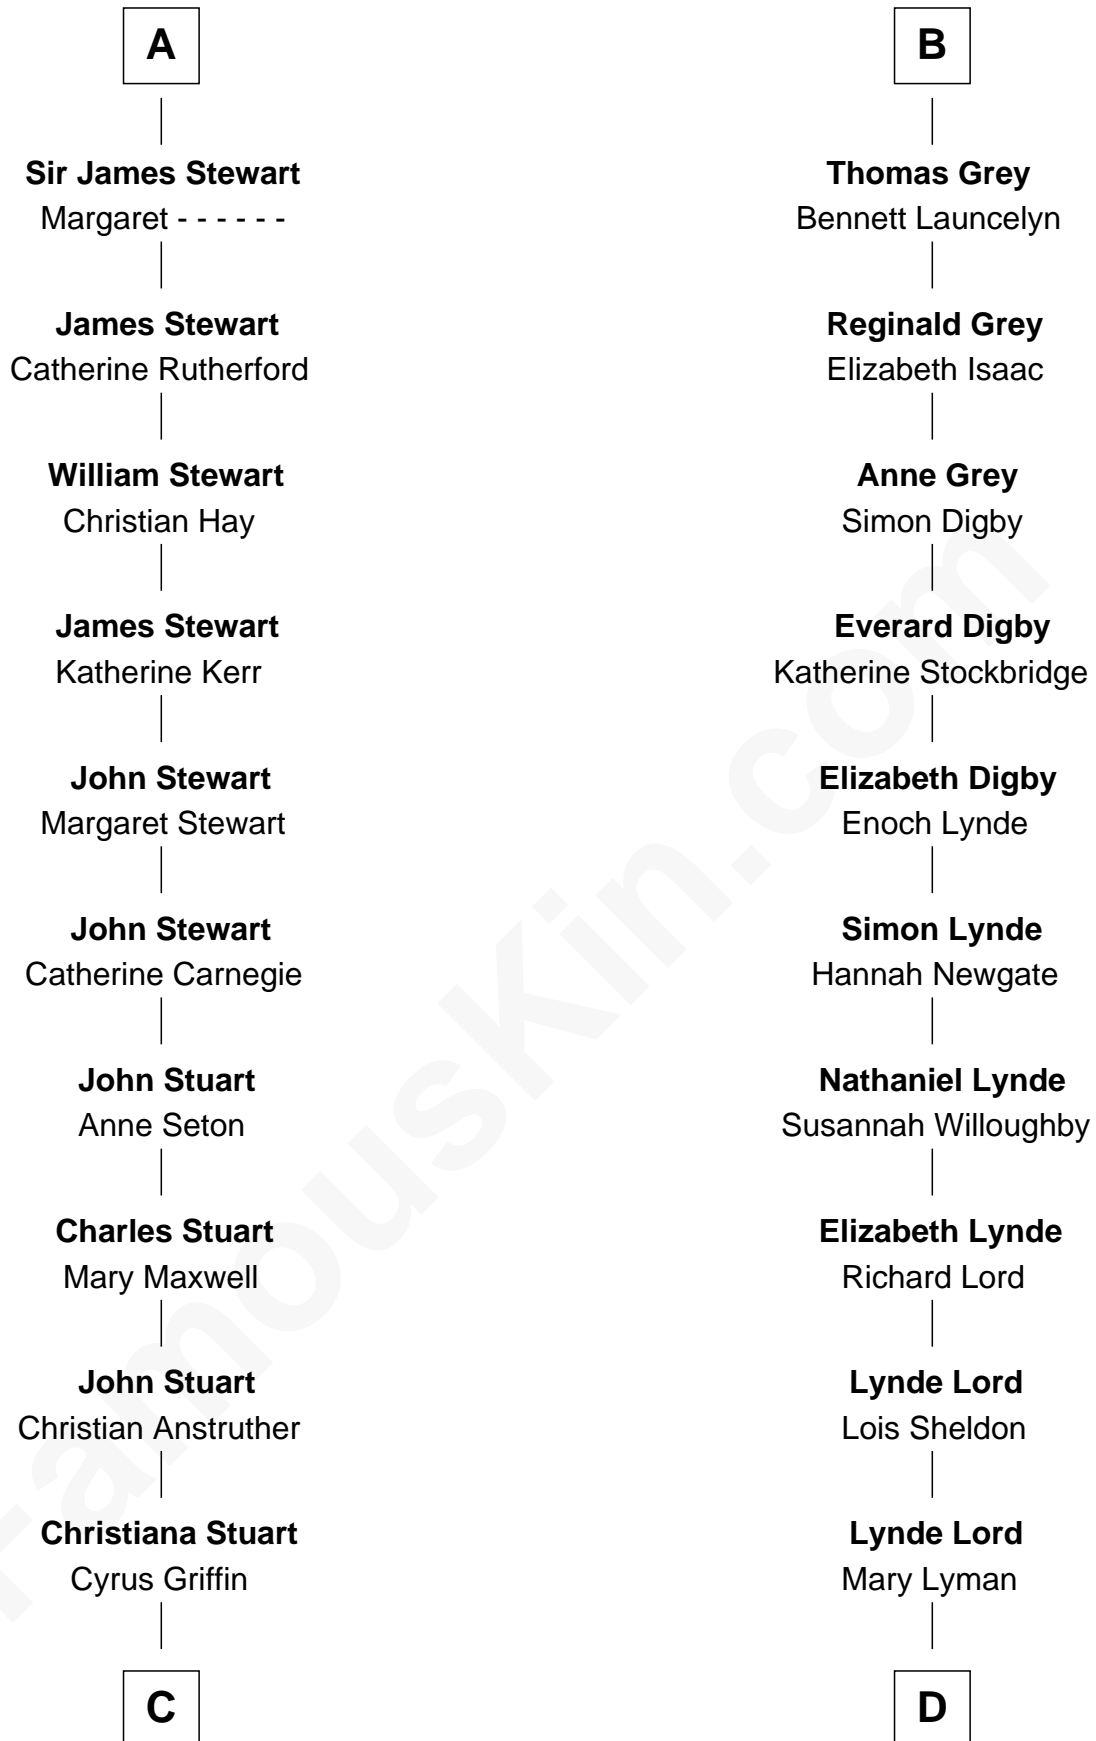 A
Sir James Stewart
Margaret - - - - - -
James Stewart
Catherine Rutherford
William Stewart
Christian Hay
James Stewart
Katherine Kerr
John Stewart
Margaret Stewart
John Stewart
Catherine Carnegie
John Stuart
Anne Seton
Charles Stuart
Mary Maxwell
John Stuart
Christian Anstruther
Christiana Stuart
Cyrus Griffin
C
B
Thomas Grey
Bennett Launcelyn
Reginald Grey
Elizabeth Isaac
Anne Grey
Simon Digby
Everard Digby
Katherine Stockbridge
Elizabeth Digby
Enoch Lynde
Simon Lynde
Hannah Newgate
Nathaniel Lynde
Susannah Willoughby
Elizabeth Lynde
Richard Lord
Lynde Lord
Lois Sheldon
Lynde Lord
Mary Lyman
D
FamousKin.com